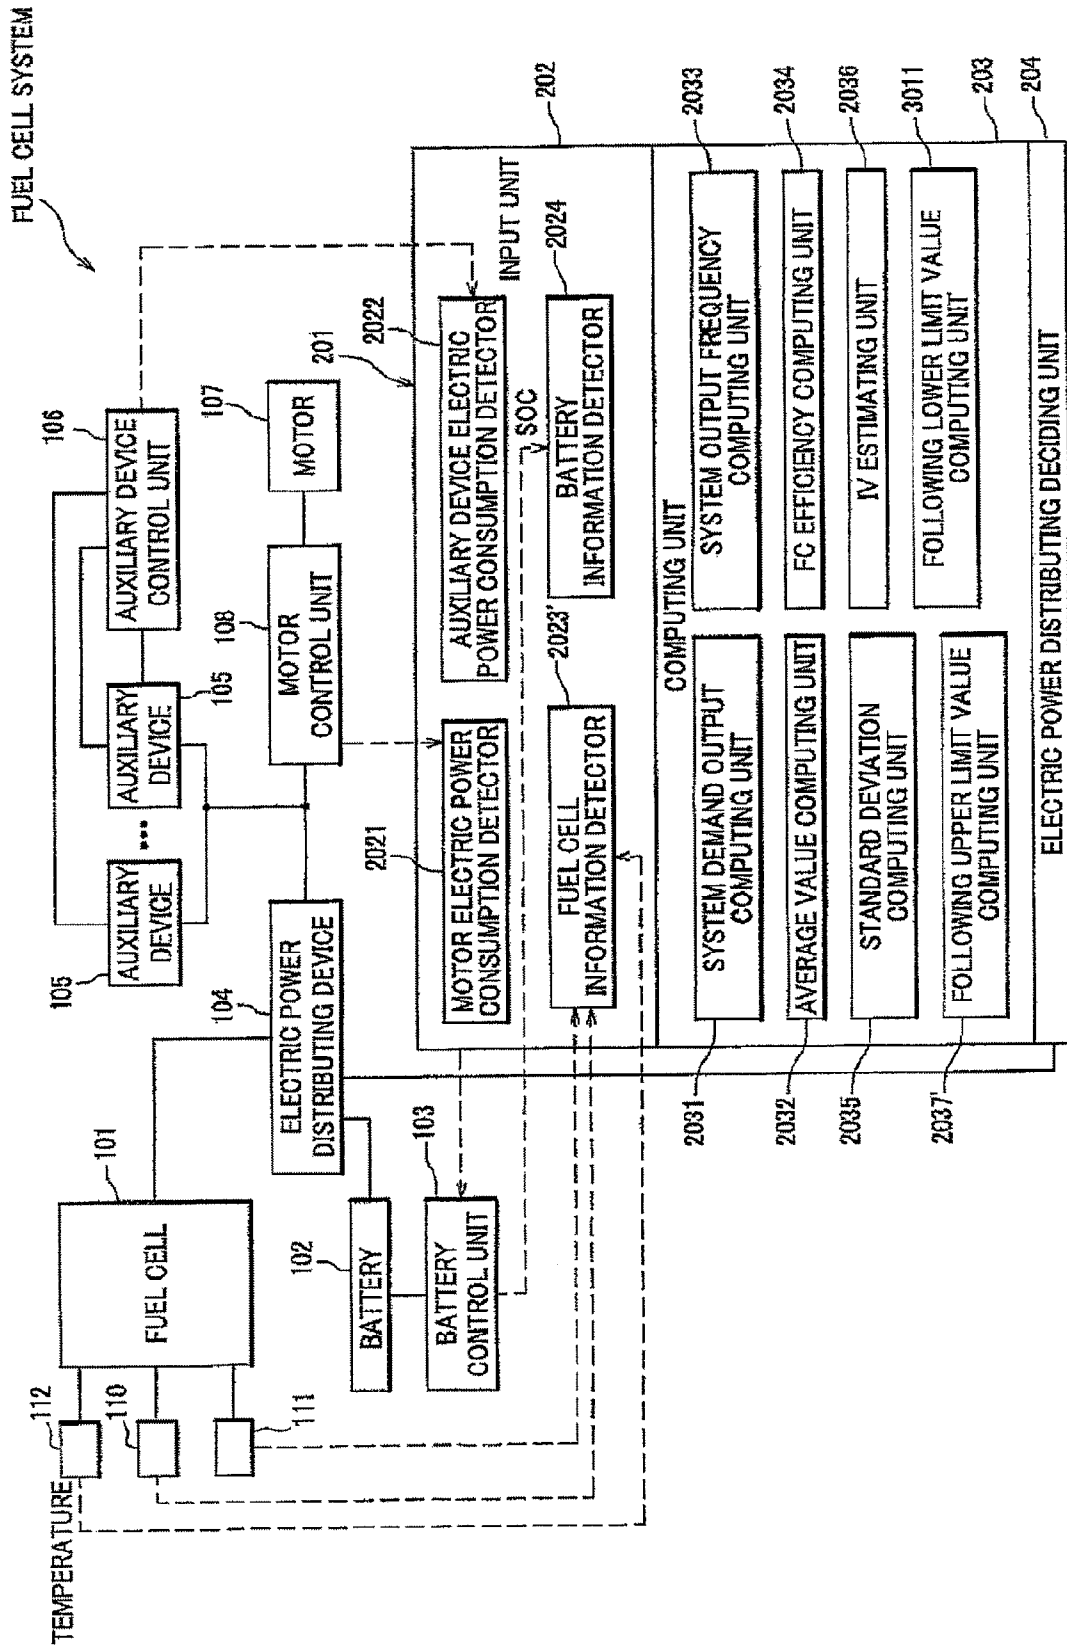 FUEL CELL SYSTEM
TEMPERATURE
112
110
111
FUEL CELL
101
BATTERY
102
BATTERY
CONTROL UNIT
103
ELECTRIC POWER
DISTRIBUTING DEVICE
104
AUXILIARY
DEVICE
105
•••
AUXILIARY
DEVICE
105
AUXILIARY DEVICE
CONTROL UNIT
106
MOTOR
CONTROL UNIT
108
MOTOR
107
201
202
INPUT UNIT
MOTOR ELECTRIC POWER
CONSUMPTION DETECTOR
2021
AUXILIARY DEVICE ELECTRIC
POWER CONSUMPTION DETECTOR
2022
SOC
FUEL CELL
INFORMATION DETECTOR
2023'
BATTERY
INFORMATION DETECTOR
2024
COMPUTING UNIT
SYSTEM DEMAND OUTPUT
COMPUTING UNIT
2031
SYSTEM OUTPUT FREQUENCY
COMPUTING UNIT
2033
AVERAGE VALUE COMPUTING UNIT
2032
FC EFFICIENCY COMPUTING UNIT
2034
STANDARD DEVIATION
COMPUTING UNIT
2035
IV ESTIMATING UNIT
2036
FOLLOWING UPPER LIMIT VALUE
COMPUTING UNIT
2037'
FOLLOWING LOWER LIMIT VALUE
COMPUTING UNIT
3011
203
ELECTRIC POWER DISTRIBUTING DECIDING UNIT
204